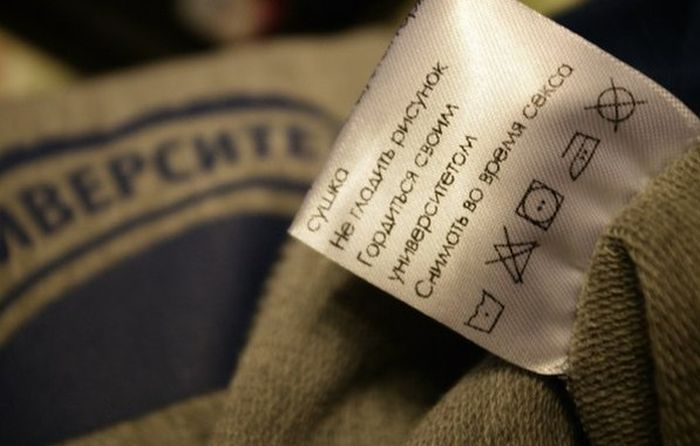 ИВЕРСИТЕ
сушка
Не гладить рисунок
Гордиться своим
университетом
Снимать во время секса